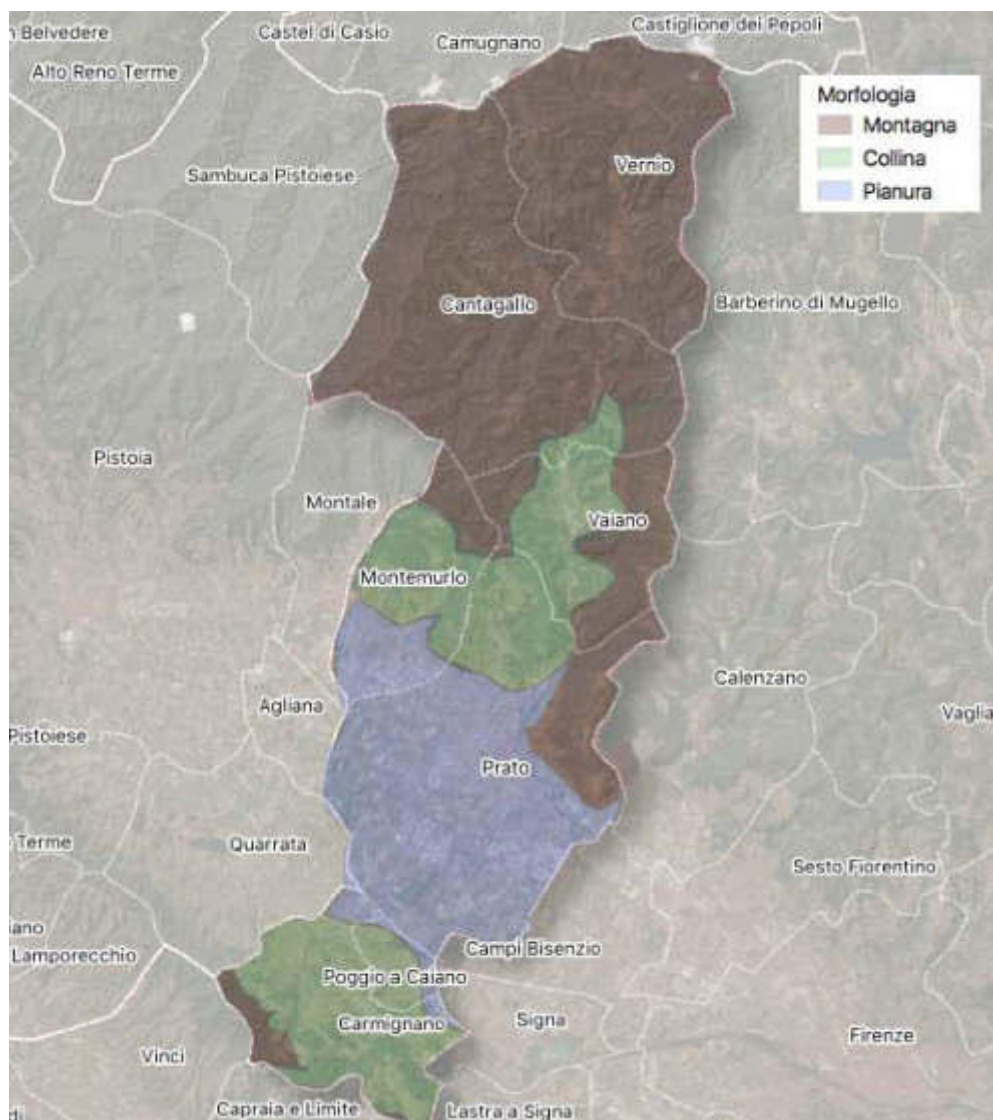 Belvedere
Castel di Casio
Camugnano
Castiglione dei Pepoli
Alto Reno Terme
Morfologia
Montagna
Collina
Pianura
Sambuca Pistoiese
Vernio
Cantagallo
Barberino di Mugello
Pistoia
Montale
Vaiano
Montemurlo
Agliana
Calenzano
Vaglia
Pistoiese
Prato
Quarrata
Terme
Sesto Fiorentino
Lamporecchio
Campi Bisenzio
Poggio a Caiano
Carmignano
Signa
Firenze
Vinci
Capraia e Limite
Lastra a Signa